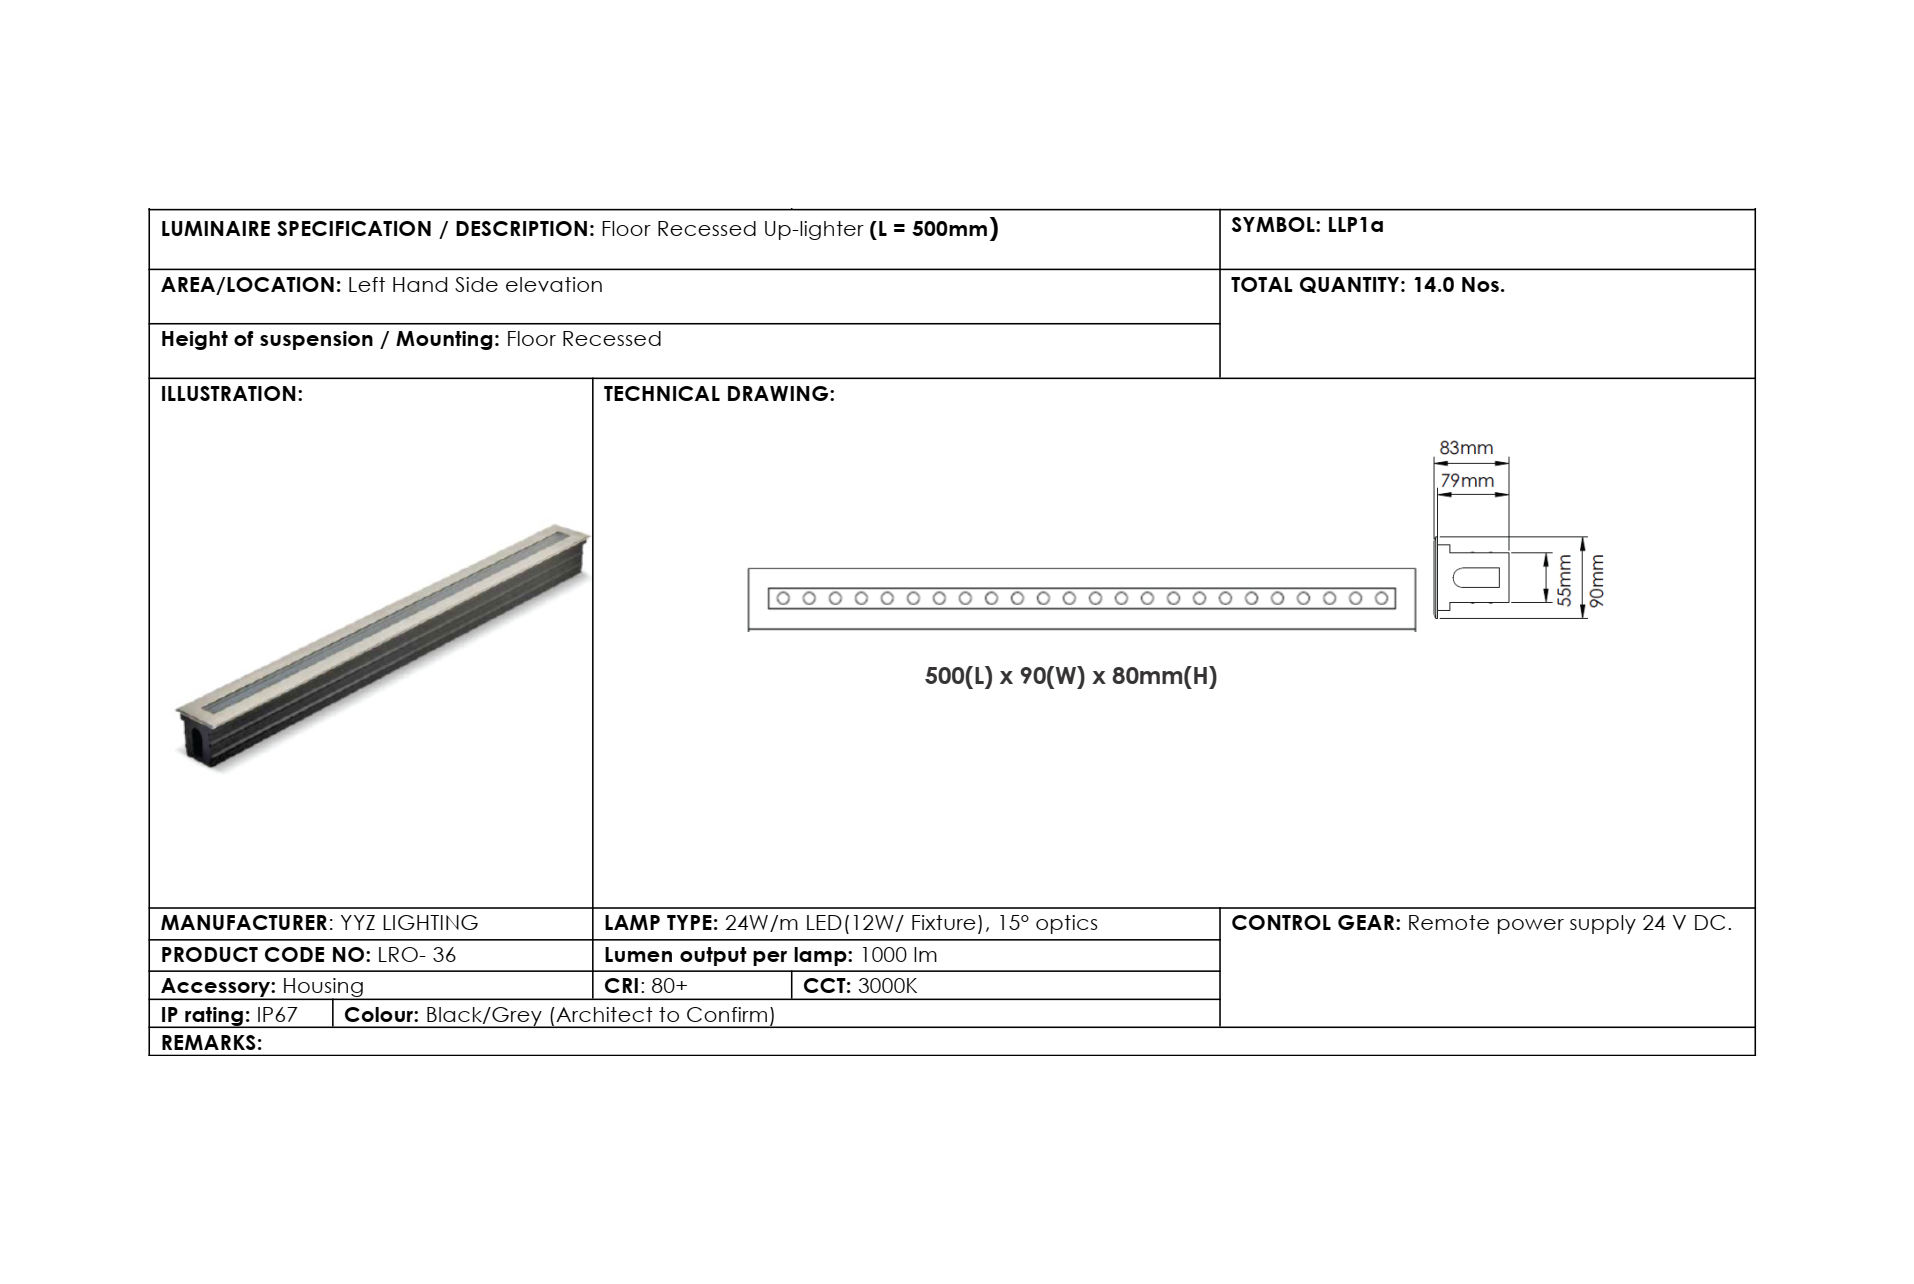 LUMINAIRE SPECIFICATION / DESCRIPTION: Floor Recessed Up-lighter (L = 500mm)
SYMBOL: LLP1a
AREA/LOCATION: Left Hand Side elevation
TOTAL QUANTITY: 14.0 Nos.
Height of suspension / Mounting: Floor Recessed
ILLUSTRATION:
TECHNICAL DRAWING:
83mm
79mm
55mm
90mm
500(L) x 90(W) x 80mm(H)
MANUFACTURER: YYZ LIGHTING
LAMP TYPE: 24W/m LED(12W/ Fixture), 15° optics
CONTROL GEAR: Remote power supply 24 V DC.
PRODUCT CODE NO: LRO- 36
Lumen output per lamp: 1000 lm
Accessory: Housing
CRI: 80+
CCT: 3000K
IP rating: IP67
Colour: Black/Grey (Architect to Confirm)
REMARKS: